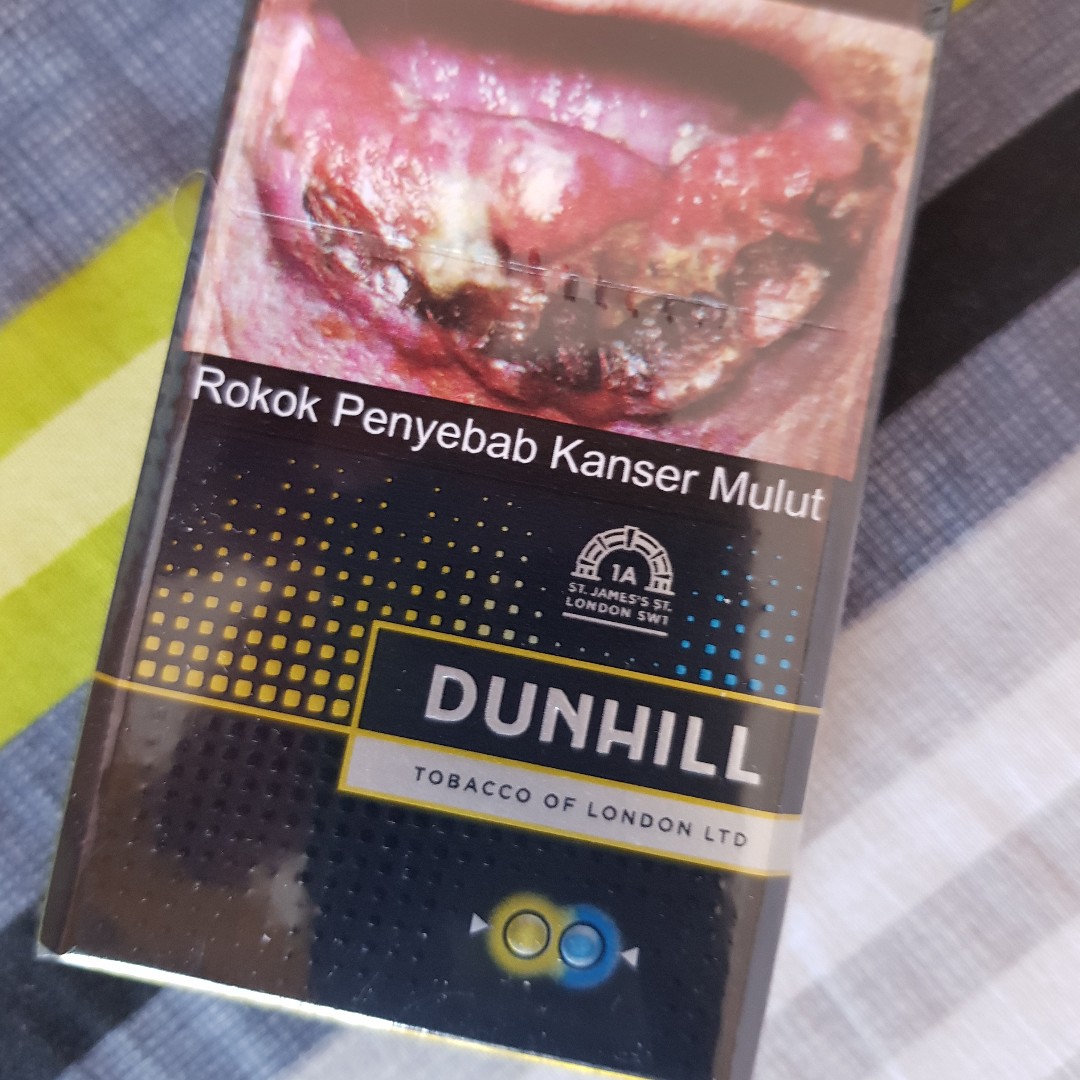 Rokok Penyebab Kanser Mulut
1A
ST. JAMES'S ST.
LONDON SW1
DUNHILL
TOBACCO OF LONDON LTD